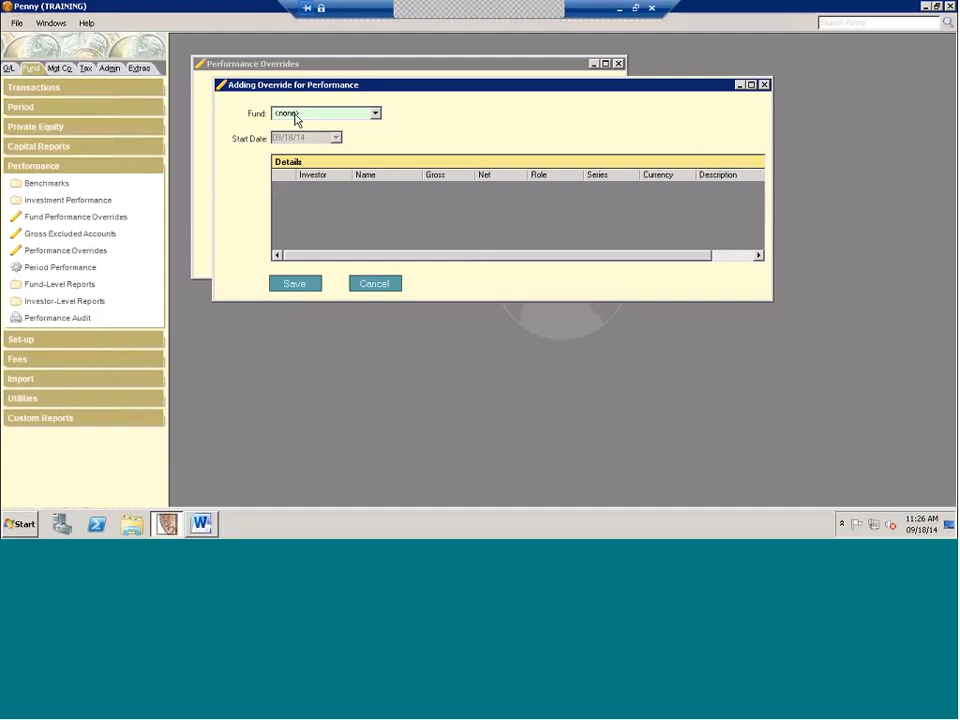 Penny (TRAINING)
File Windows Help
Search Penny
G/L Fund Mgt Co Tax Admin Extras
Transactions
Period
Private Equity
Capital Reports
Performance
Benchmarks
Investment Performance
Fund Performance Overrides
Gross Excluded Accounts
Performance Overrides
Period Performance
Fund-Level Reports
Investor-Level Reports
Performance Audit
Set-up
Fees
Import
Utilities
Custom Reports
Performance Overrides
Adding Override for Performance
Fund: <none>
Start Date: 09/18/14
Details
Investor Name Gross Net Role Series Currency Description
Save Cancel
Start
11:26 AM
09/18/14